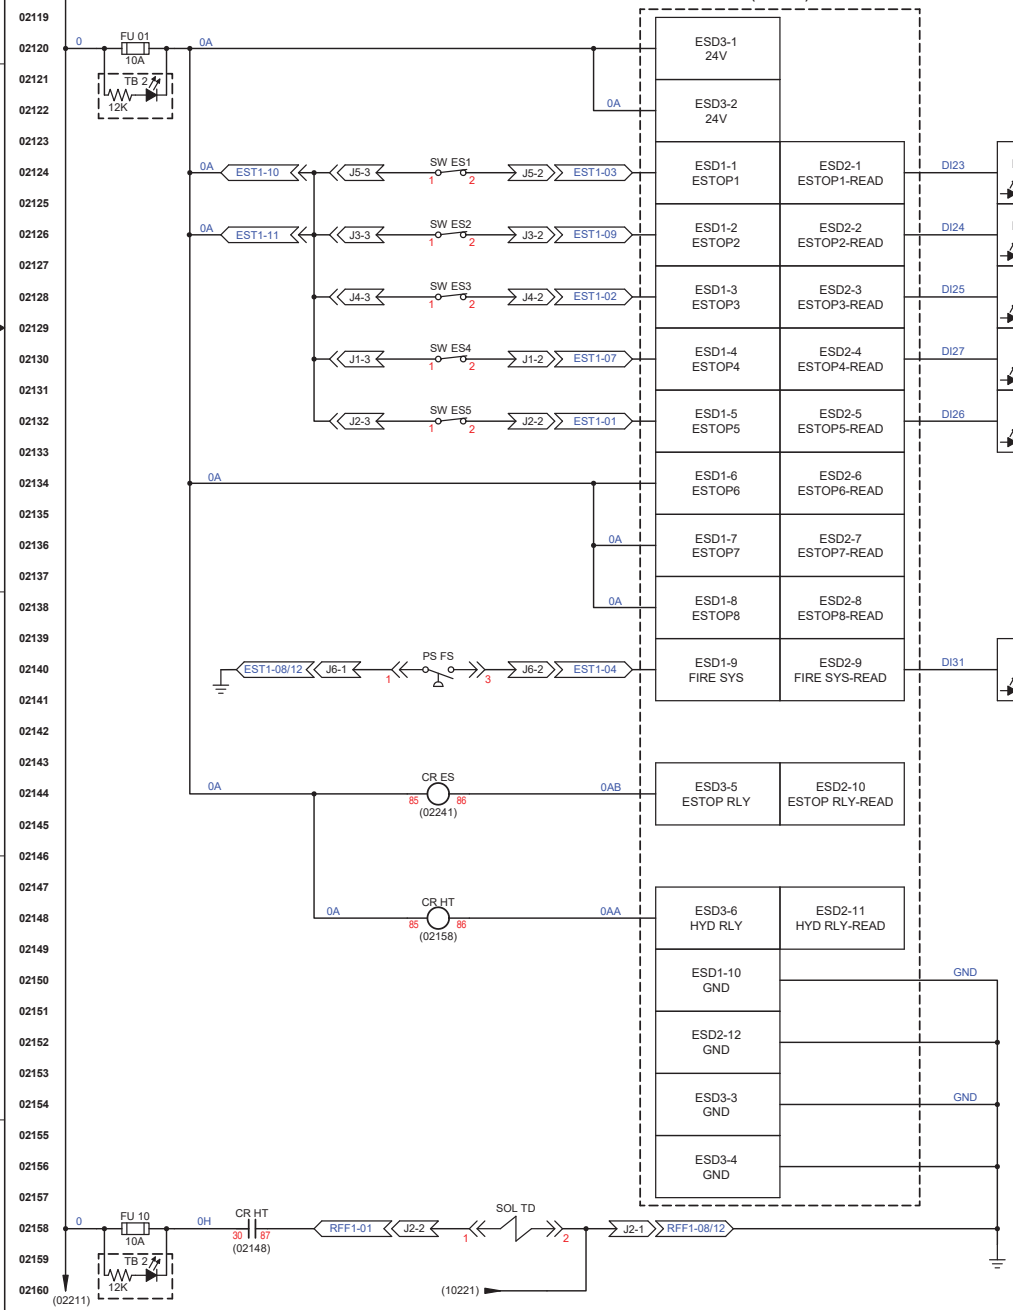 02119
02120 0 FU 01 0A ESD3-1
10A 24V
02121 TB 2
12K
02122 0A ESD3-2
24V
02123
02124 0A EST1-10 J5-3 SW ES1 1 2 J5-2 EST1-03 ESD1-1 ESD2-1 DI23
ESTOP1 ESTOP1-READ
02125
02126 0A EST1-11 J3-3 SW ES2 1 2 J3-2 EST1-09 ESD1-2 ESD2-2 DI24
ESTOP2 ESTOP2-READ
02127
02128 J4-3 SW ES3 1 2 J4-2 EST1-02 ESD1-3 ESD2-3 DI25
ESTOP3 ESTOP3-READ
02129
02130 J1-3 SW ES4 1 2 J1-2 EST1-07 ESD1-4 ESD2-4 DI27
ESTOP4 ESTOP4-READ
02131
02132 J2-3 SW ES5 1 2 J2-2 EST1-01 ESD1-5 ESD2-5 DI26
ESTOP5 ESTOP5-READ
02133
02134 0A ESD1-6 ESD2-6
ESTOP6 ESTOP6-READ
02135
02136 0A ESD1-7 ESD2-7
ESTOP7 ESTOP7-READ
02137
02138 0A ESD1-8 ESD2-8
ESTOP8 ESTOP8-READ
02139
02140 EST1-08/12 J6-1 1 PS FS 3 J6-2 EST1-04 ESD1-9 ESD2-9 DI31
FIRE SYS FIRE SYS-READ
02141
02142
02143
02144 0A CR ES 85 86 0AB ESD3-5 ESD2-10
(02241) ESTOP RLY ESTOP RLY-READ
02145
02146
02147
02148 0A CR HT 85 86 0AA ESD3-6 ESD2-11
(02158) HYD RLY HYD RLY-READ
02149
02150 ESD1-10 GND
GND
02151
02152 ESD2-12
GND
02153
02154 ESD3-3 GND
GND
02155
02156 ESD3-4
GND
02157
02158 0 FU 10 0H CR HT 30 87 RFF1-01 J2-2 1 SOL TD 2 J2-1 RFF1-08/12
10A (02148)
02159 TB 2
12K
02160 (02211) (10221)